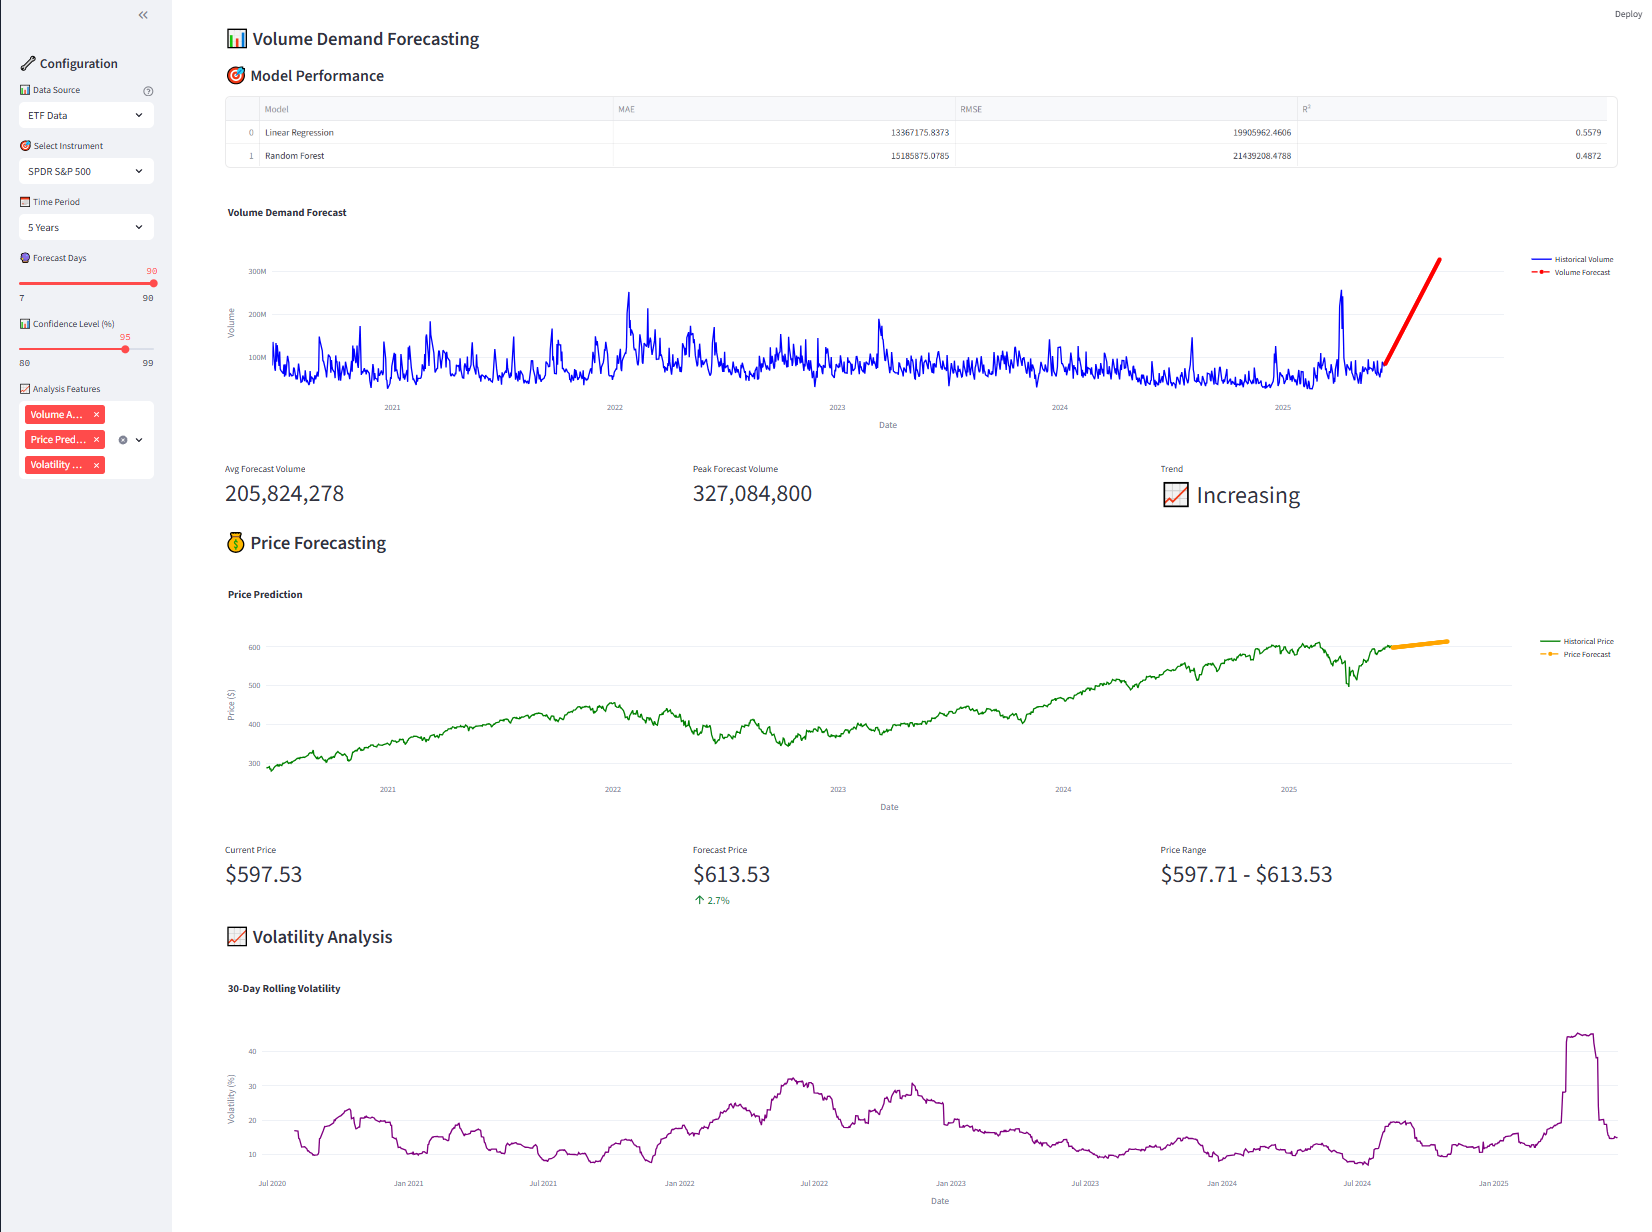 Deploy
Configuration
Data Source
ETF Data
Select Instrument
SPDR S&P 500
Time Period
5 Years
Forecast Days
90
7 90
Confidence Level (%)
95
80 99
Analysis Features
Volume A... ×
Price Pred... ×
Volatility ... ×
Volume Demand Forecasting
Model Performance
Model MAE RMSE R²
0 Linear Regression 13367175.8373 19905962.4606 0.5579
1 Random Forest 15185875.0785 21439208.4788 0.4872
Volume Demand Forecast
Historical Volume
Volume Forecast
300M
200M
100M
Volume
2021 2022 2023 2024 2025
Date
Avg Forecast Volume Peak Forecast Volume Trend
205,824,278 327,084,800 Increasing
Price Forecasting
Price Prediction
Historical Price
Price Forecast
600
500
400
300
Price ($)
2021 2022 2023 2024 2025
Date
Current Price Forecast Price Price Range
$597.53 $613.53 $597.71 - $613.53
↑ 2.7%
Volatility Analysis
30-Day Rolling Volatility
40
30
20
10
Volatility (%)
Jul 2020 Jan 2021 Jul 2021 Jan 2022 Jul 2022 Jan 2023 Jul 2023 Jan 2024 Jul 2024 Jan 2025
Date